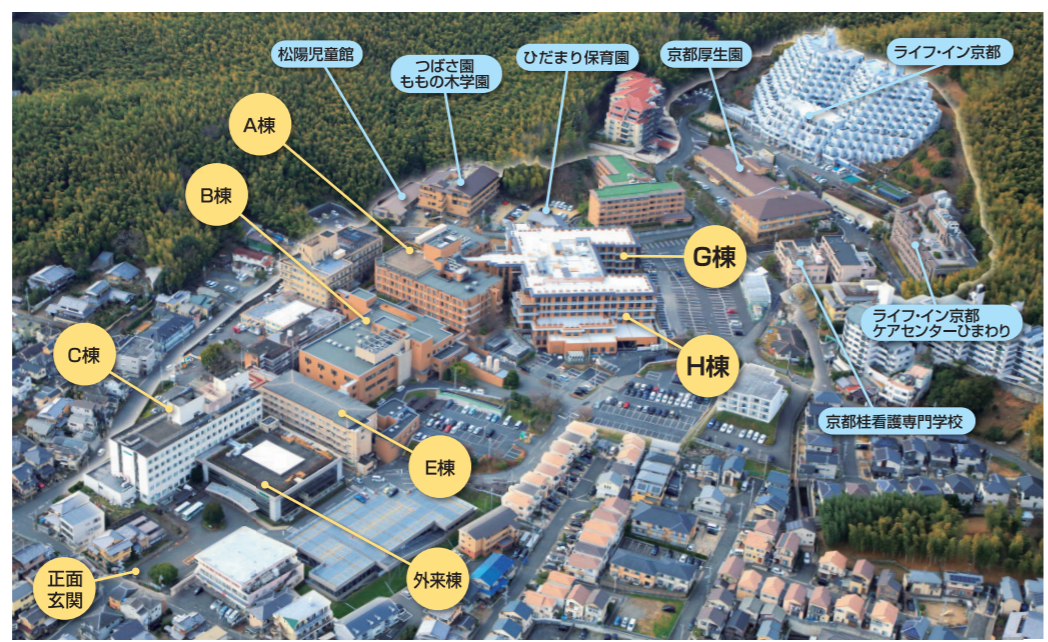 松陽児童館
つばさ園
ももの木学園
ひだまり保育園
京都厚生園
ライフ・イン京都
A棟
B棟
G棟
C棟
H棟
ライフ・イン京都
ケアセンターひまわり
京都桂看護専門学校
E棟
外来棟
正面
玄関